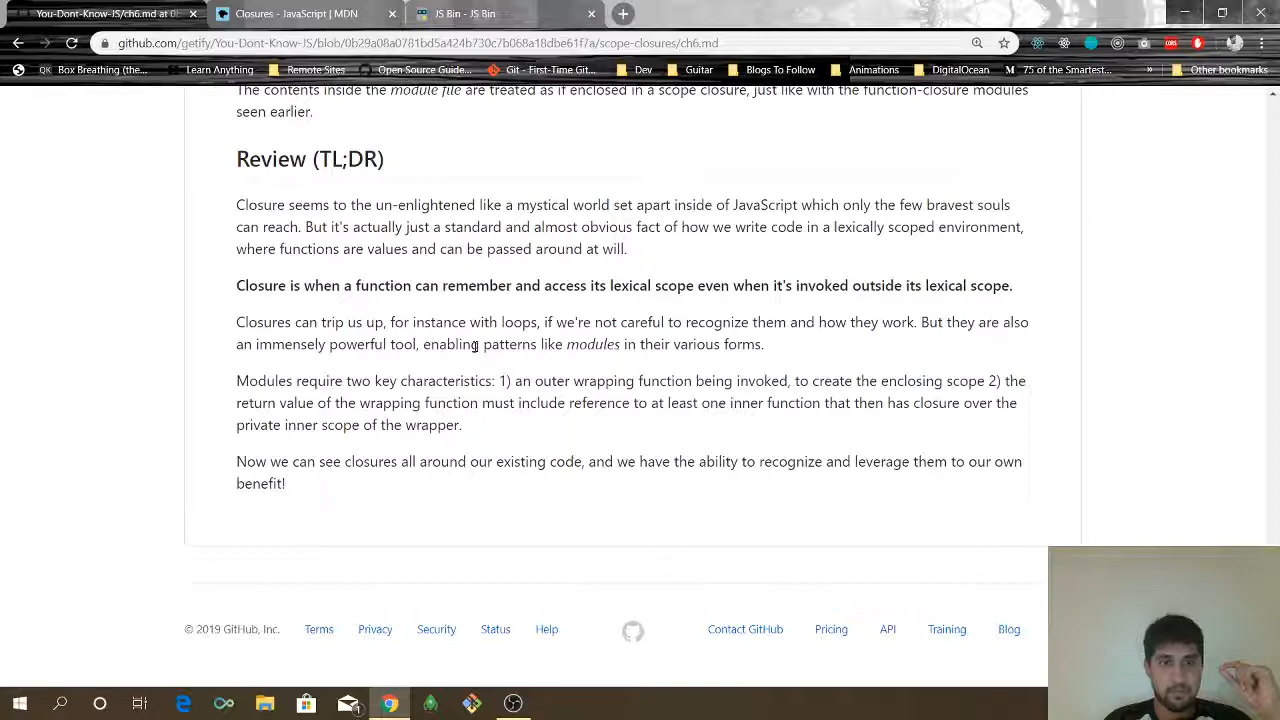 You-Dont-Know-JS/ch6.md at 0
Closures - JavaScript | MDN
JS Bin - JS Bin
github.com/getify/You-Dont-Know-JS/blob/0b29a08a0781bd5a424b730c7b068a18dbe61f7a/scope-closures/ch6.md
Box Breathing (the... Learn Anything Remote Sites Open Source Guide... Git - First-Time Git... Dev Guitar Blogs To Follow Animations DigitalOcean 75 of the Smartest... » Other bookmarks
The contents inside the module file are treated as if enclosed in a scope closure, just like with the function-closure modules
seen earlier.
Review (TL;DR)
Closure seems to the un-enlightened like a mystical world set apart inside of JavaScript which only the few bravest souls
can reach. But it's actually just a standard and almost obvious fact of how we write code in a lexically scoped environment,
where functions are values and can be passed around at will.
Closure is when a function can remember and access its lexical scope even when it's invoked outside its lexical scope.
Closures can trip us up, for instance with loops, if we're not careful to recognize them and how they work. But they are also
an immensely powerful tool, enabling patterns like modules in their various forms.
Modules require two key characteristics: 1) an outer wrapping function being invoked, to create the enclosing scope 2) the
return value of the wrapping function must include reference to at least one inner function that then has closure over the
private inner scope of the wrapper.
Now we can see closures all around our existing code, and we have the ability to recognize and leverage them to our own
benefit!
© 2019 GitHub, Inc. Terms Privacy Security Status Help Contact GitHub Pricing API Training Blog